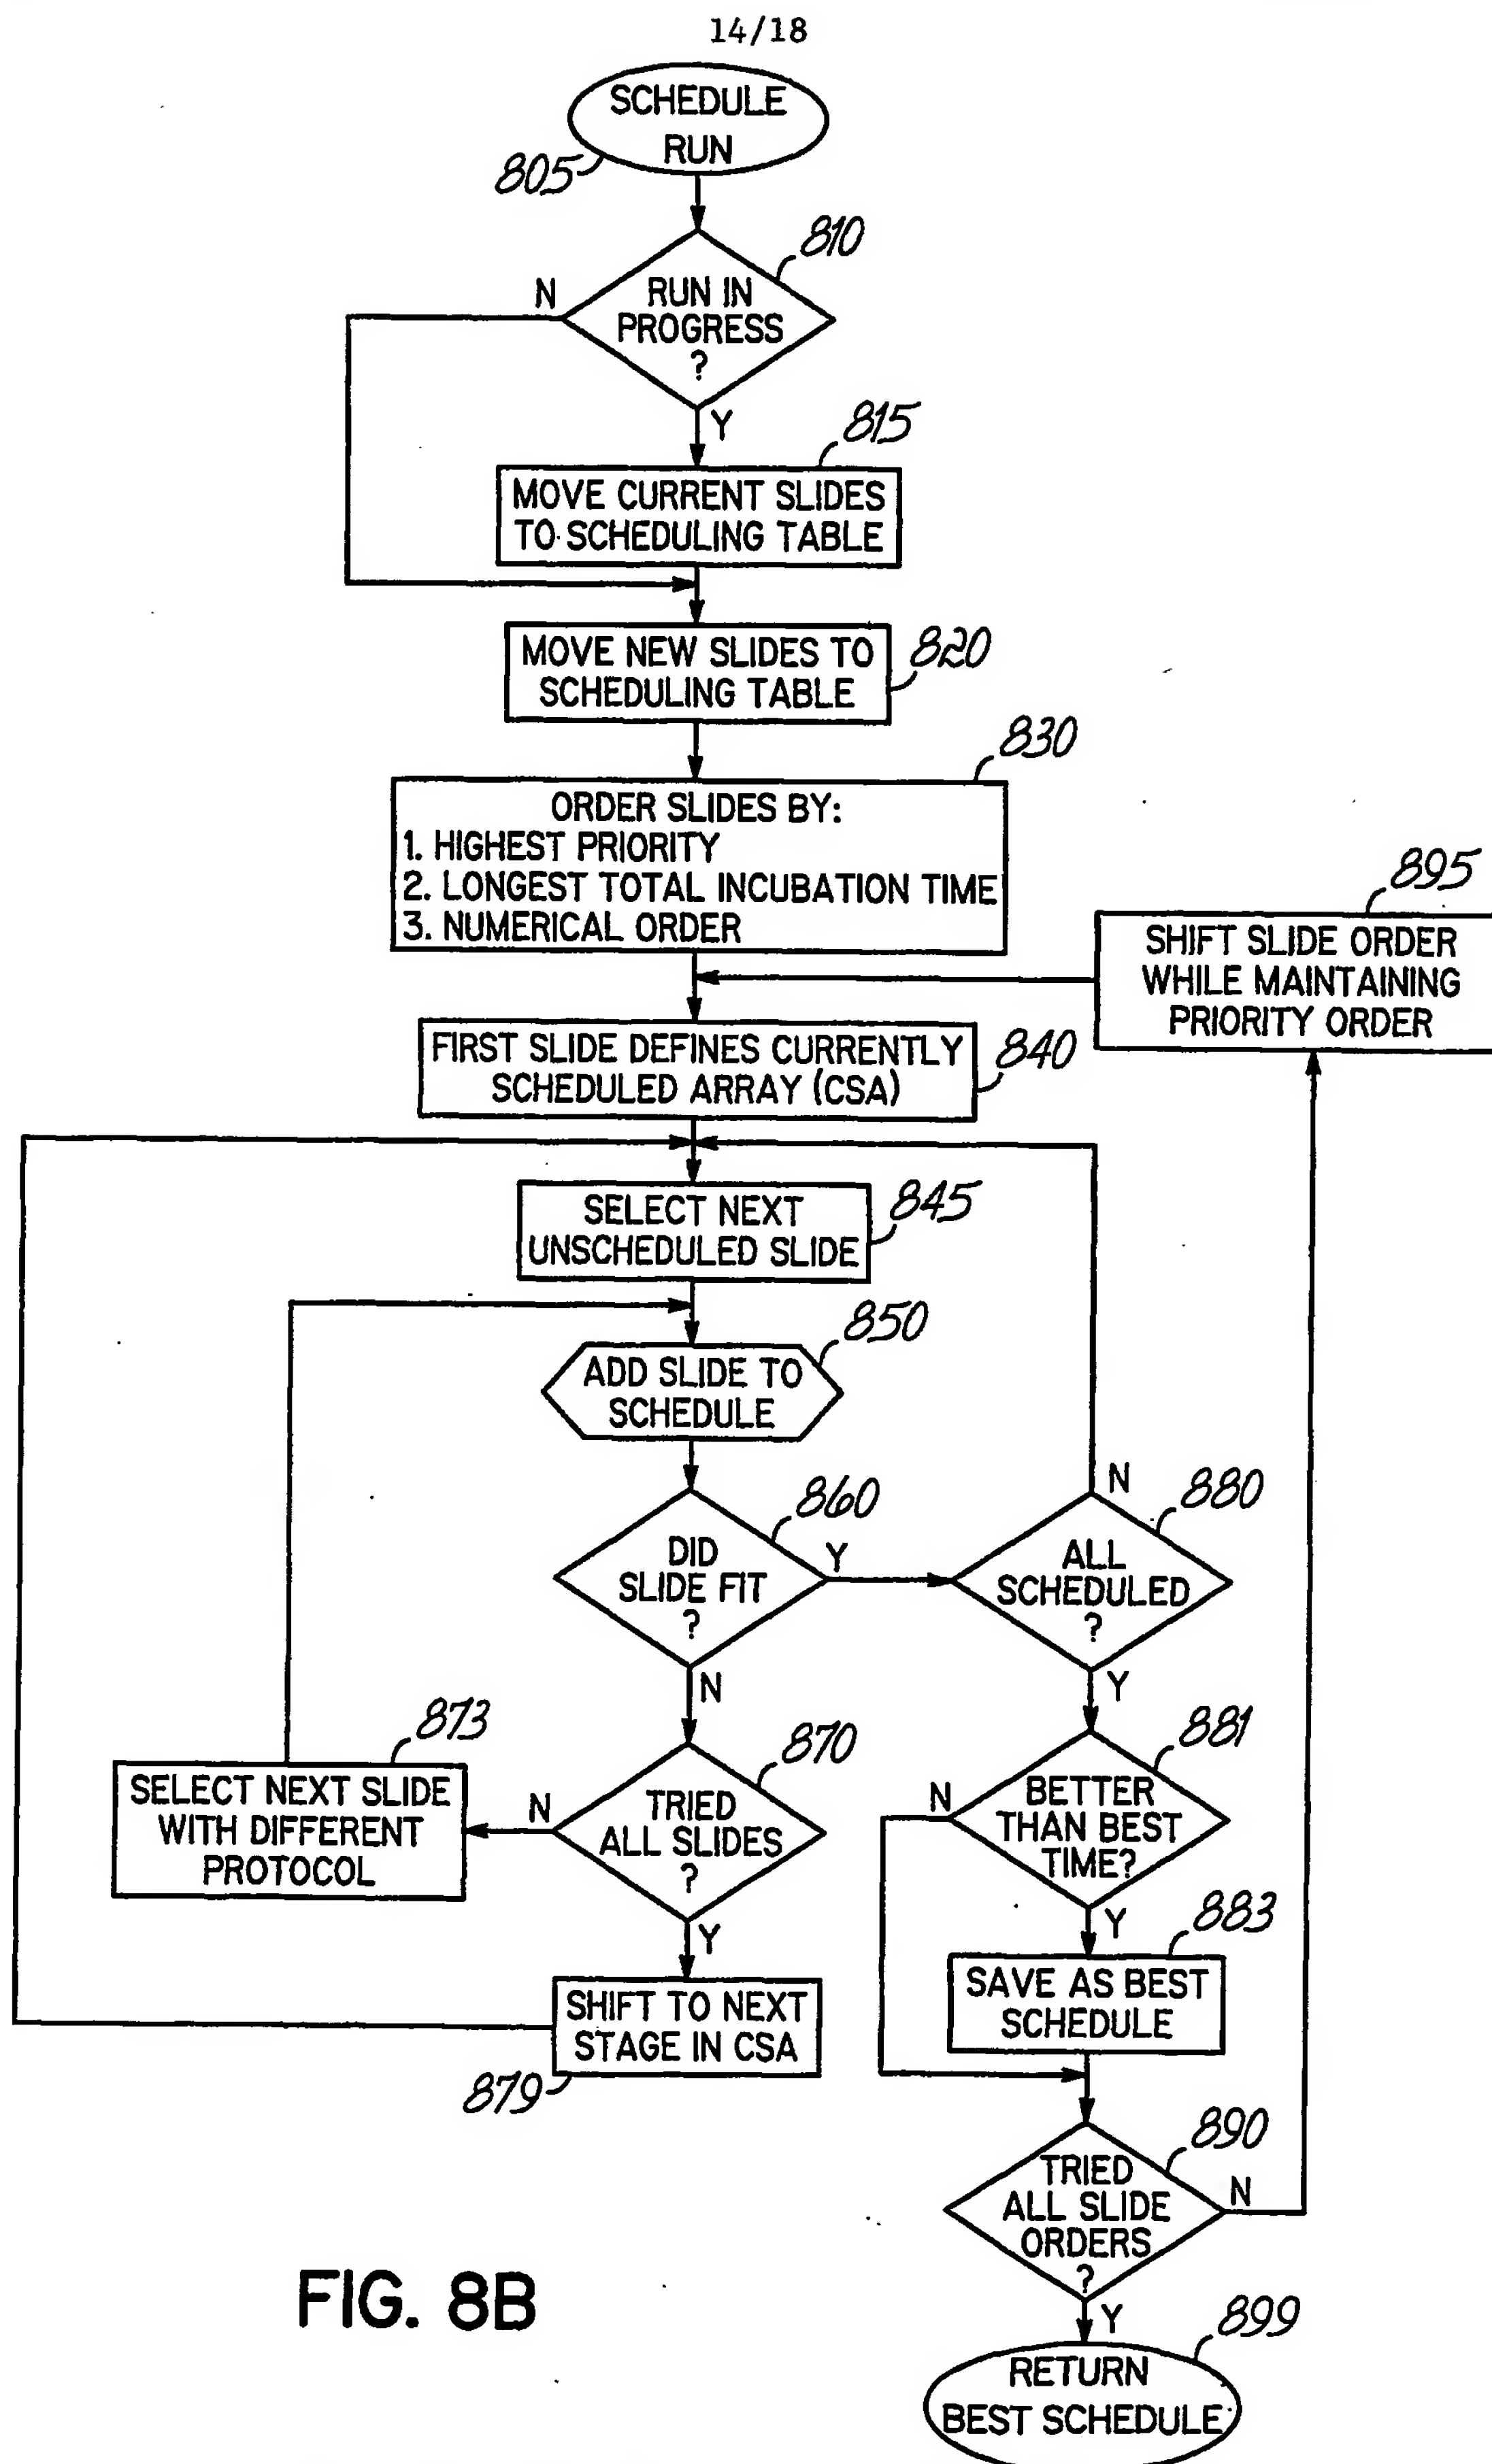 14/18
SCHEDULE
RUN
805
810
N
RUN IN
PROGRESS
?
Y
815
MOVE CURRENT SLIDES
TO SCHEDULING TABLE
MOVE NEW SLIDES TO
SCHEDULING TABLE
820
830
ORDER SLIDES BY:
1. HIGHEST PRIORITY
2. LONGEST TOTAL INCUBATION TIME
3. NUMERICAL ORDER
895
SHIFT SLIDE ORDER
WHILE MAINTAINING
PRIORITY ORDER
FIRST SLIDE DEFINES CURRENTLY
SCHEDULED ARRAY (CSA)
840
SELECT NEXT
UNSCHEDULED SLIDE
845
850
ADD SLIDE TO
SCHEDULE
860
DID
SLIDE FIT
?
Y
N
N
880
ALL
SCHEDULED
?
Y
873
SELECT NEXT SLIDE
WITH DIFFERENT
PROTOCOL
N
870
TRIED
ALL SLIDES
?
Y
881
N
BETTER
THAN BEST
TIME?
Y
883
SAVE AS BEST
SCHEDULE
SHIFT TO NEXT
STAGE IN CSA
879
890
TRIED
ALL SLIDE
ORDERS
?
N
Y
899
RETURN
BEST SCHEDULE
FIG. 8B